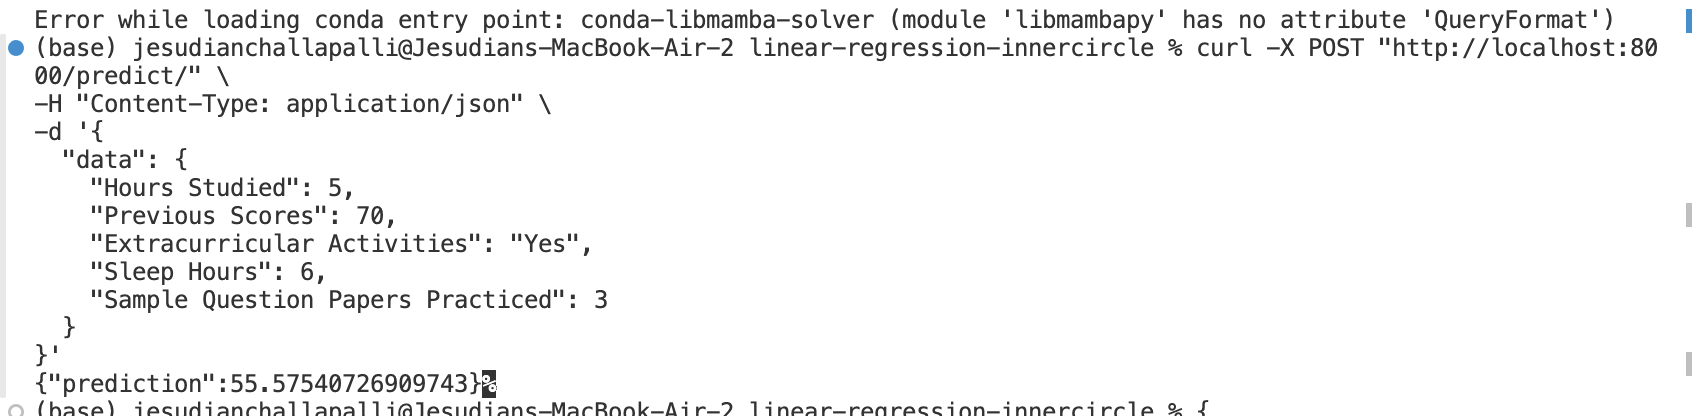 Error while loading conda entry point: conda-libmamba-solver (module 'libmambapy' has no attribute 'QueryFormat')
(base) jesudianchallapalli@Jesudians-MacBook-Air-2 linear-regression-innercircle % curl -X POST "http://localhost:80
00/predict/" \
-H "Content-Type: application/json" \
-d '{
  "data": {
    "Hours Studied": 5,
    "Previous Scores": 70,
    "Extracurricular Activities": "Yes",
    "Sleep Hours": 6,
    "Sample Question Papers Practiced": 3
  }
}'
{"prediction":55.57540726909743}%
(base) jesudianchallapalli@Jesudians-MacBook-Air-2 linear-regression-innercircle % {